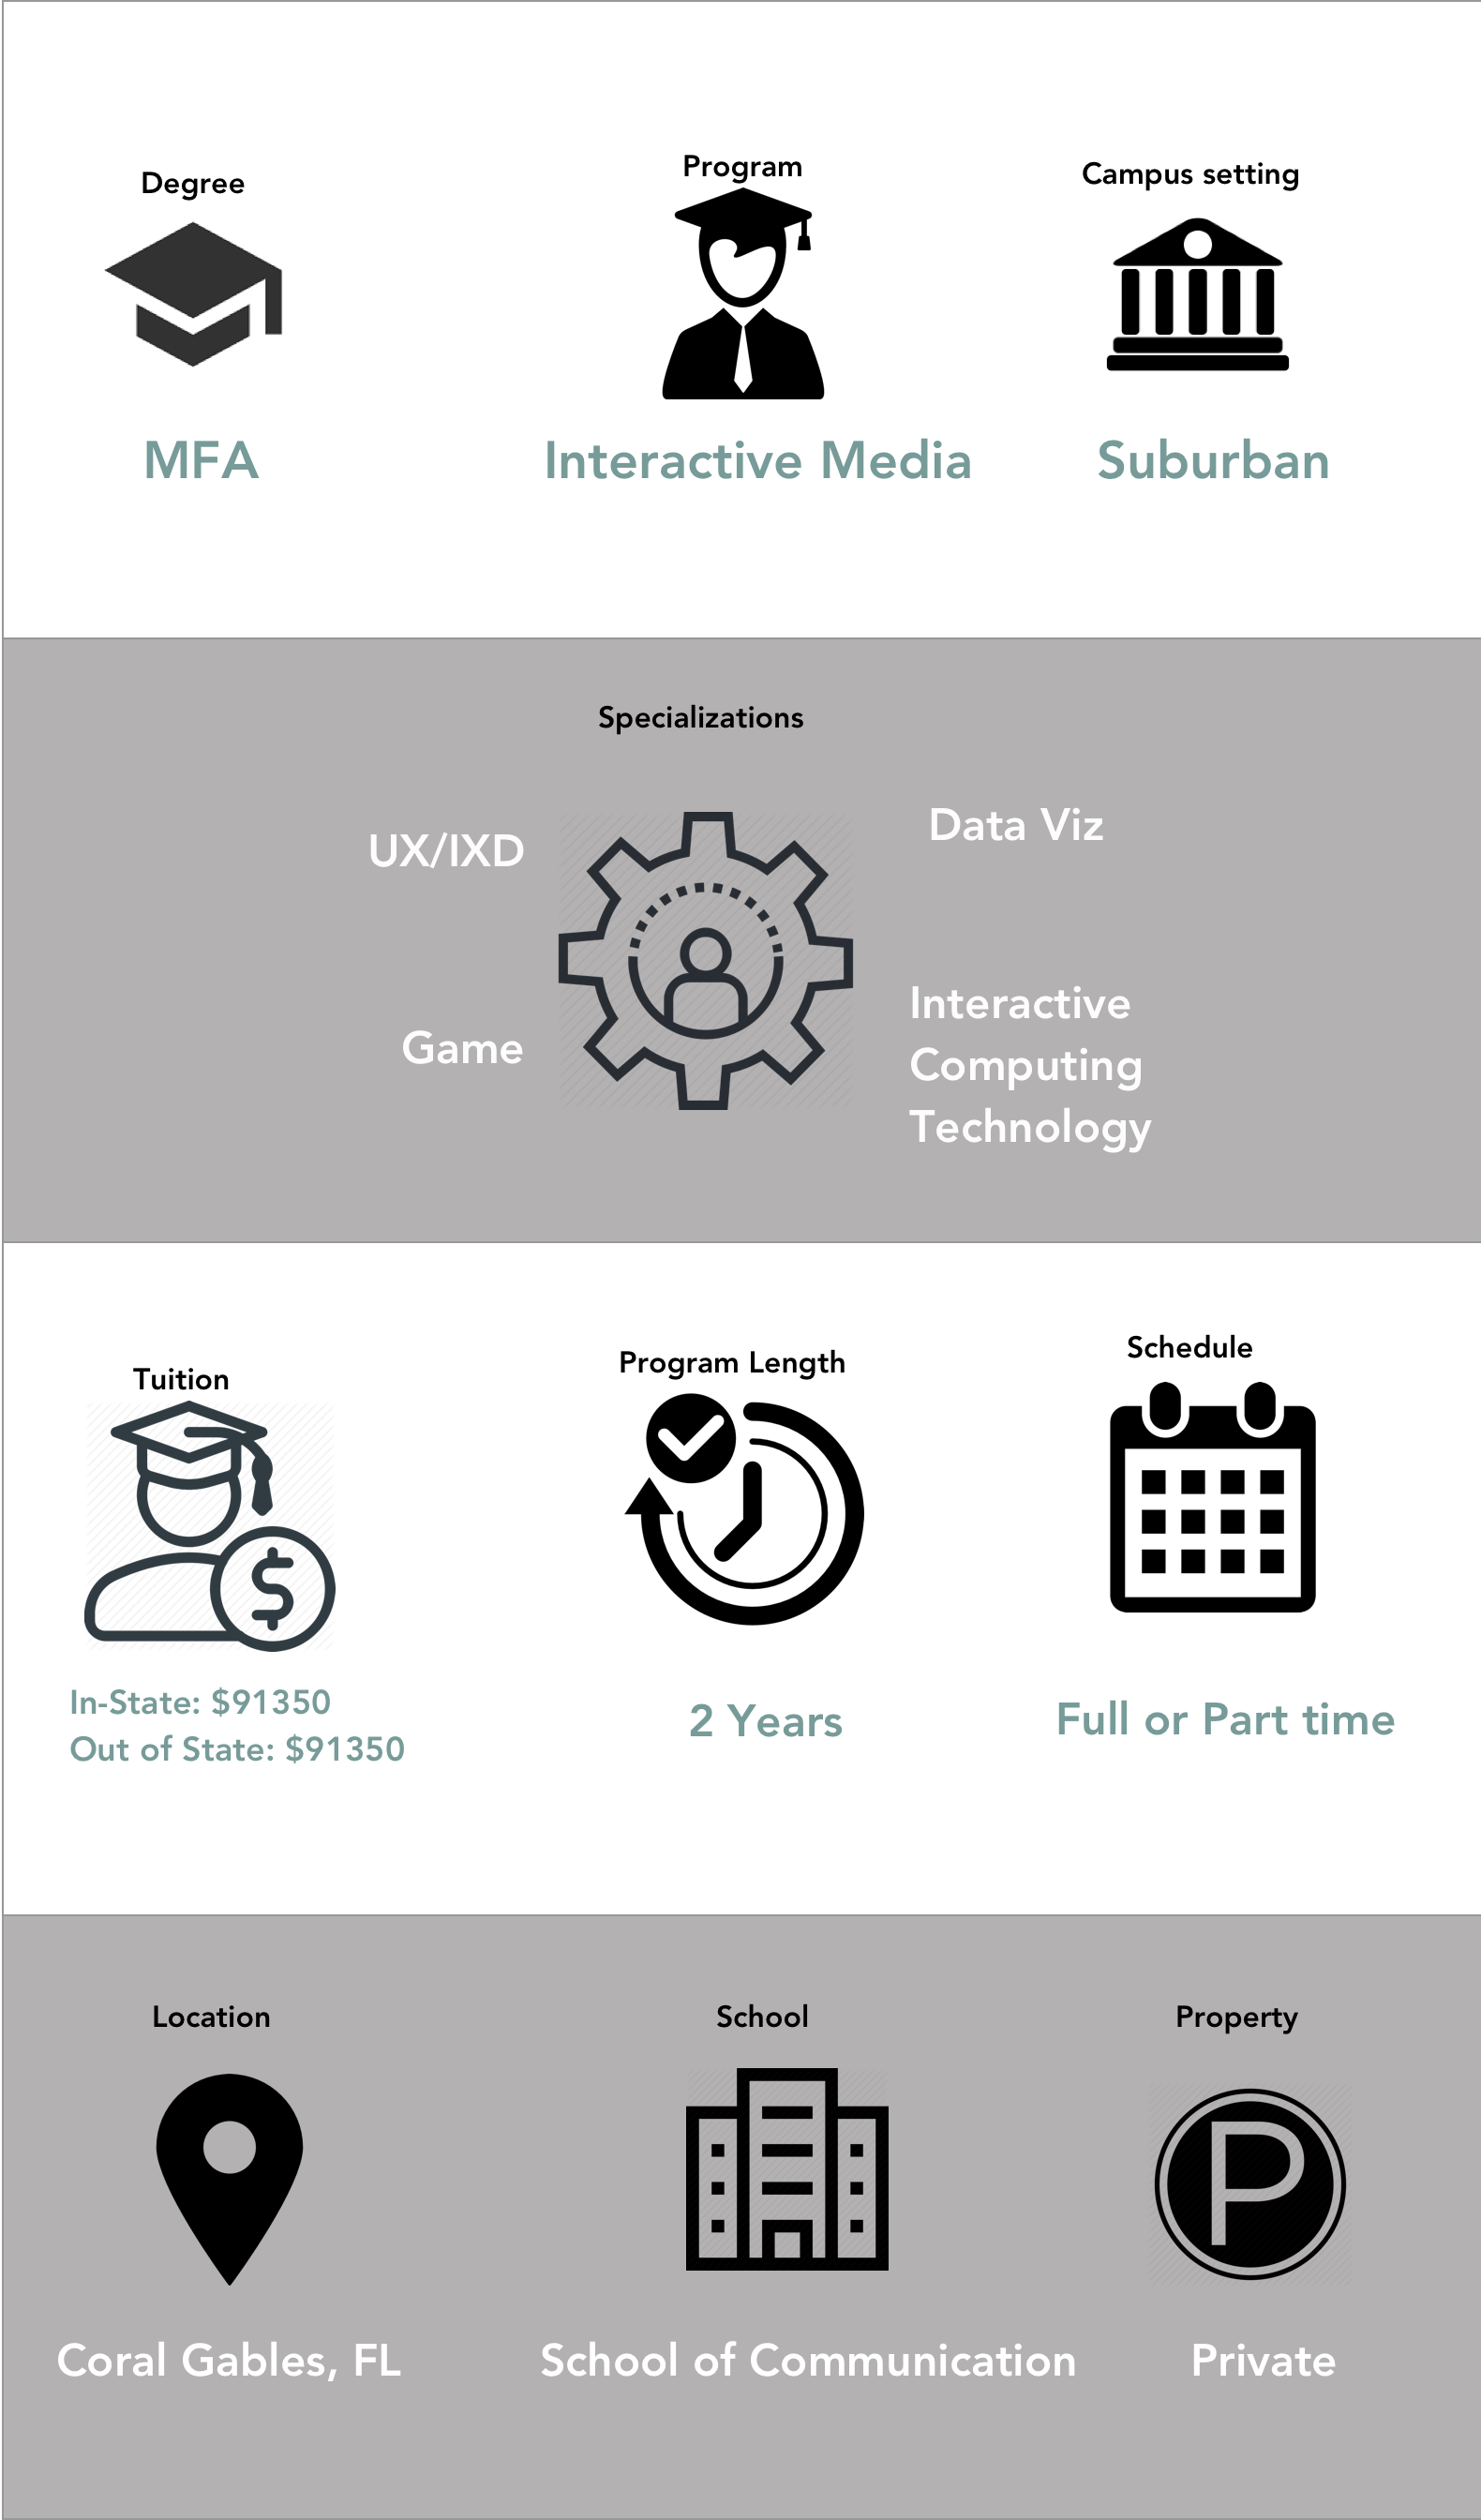 Degree
Program
Campus setting
MFA
Interactive Media
Suburban
Specializations
UX/IXD
Data Viz
Game
Interactive
Computing
Technology
Tuition
Program Length
Schedule
$
In-State: $91350
Out of State: $91350
2 Years
Full or Part time
Location
School
Property
P
Coral Gables, FL
School of Communication
Private